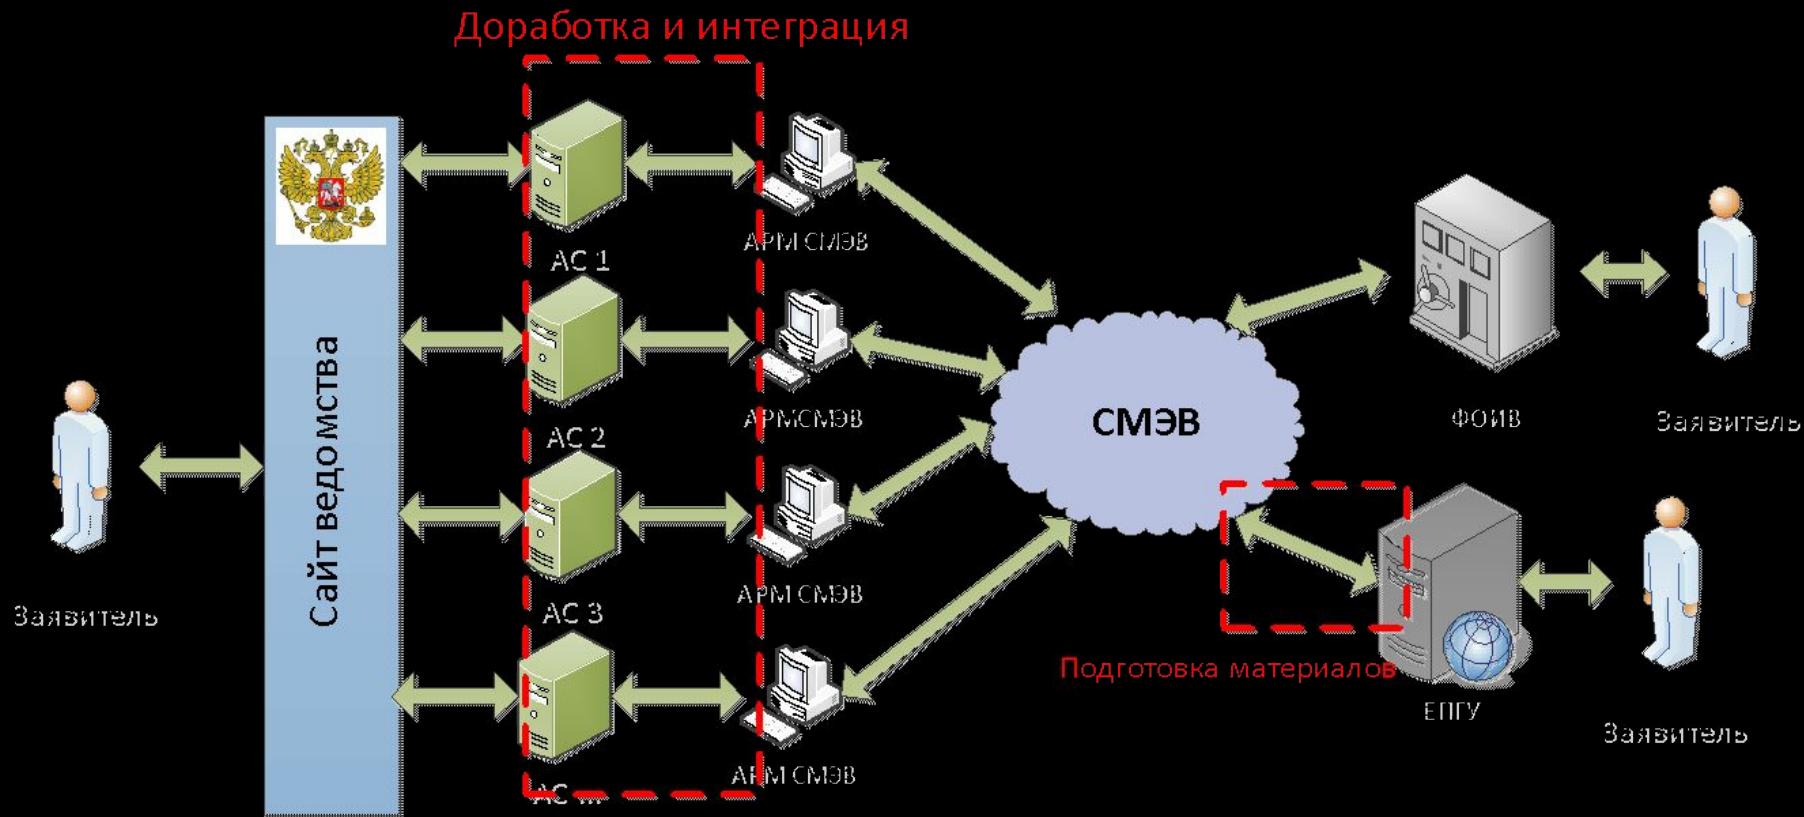 Доработка и интеграция
АРМ СМЭВ
АС 1
АРМСМЭВ
АС 2
АРМ СМЭВ
АС 3
АРМ СМЭВ
АС ...
Сайт ведомства
Заявитель
СМЭВ
ФОИВ
Заявитель
Подготовка материалов
ЕПГУ
Заявитель